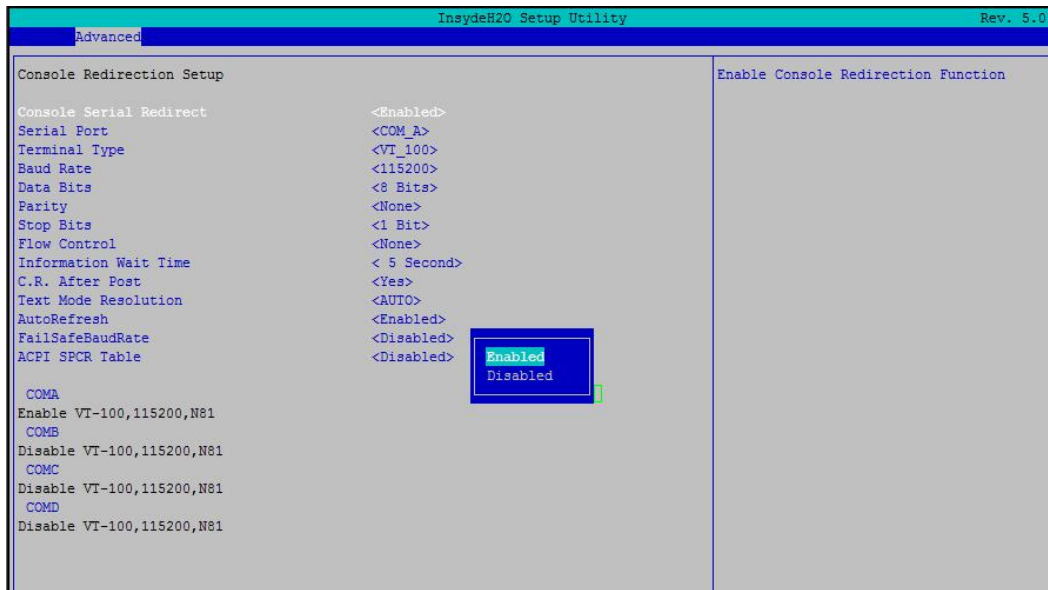 InsydeH20 Setup Utility Rev. 5.0
Advanced
Console Redirection Setup Enable Console Redirection Function
Console Serial Redirect <Enabled>
Serial Port <COM_A>
Terminal Type <VT_100>
Baud Rate <115200>
Data Bits <8 Bits>
Parity <None>
Stop Bits <1 Bit>
Flow Control <None>
Information Wait Time < 5 Second>
C.R. After Post <Yes>
Text Mode Resolution <AUTO>
AutoRefresh <Enabled>
FailSafeBaudRate <Disabled>
ACPI SPCR Table <Disabled> Enabled
Disabled
COMA
Enable VT-100,115200,N81
COMB
Disable VT-100,115200,N81
COMC
Disable VT-100,115200,N81
COMD
Disable VT-100,115200,N81